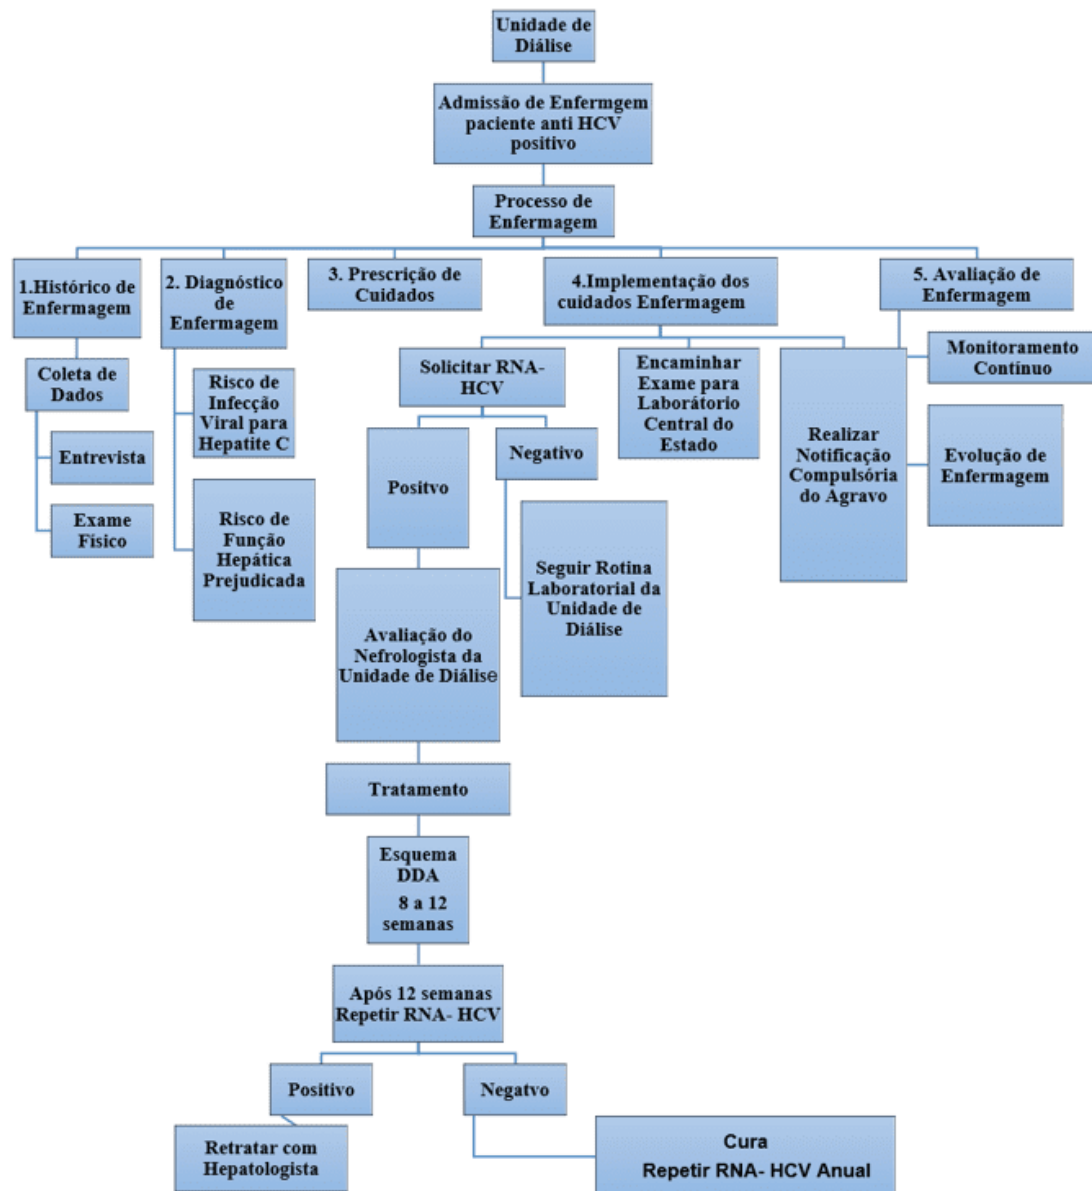 Unidade de
Diálise
Admissão de Enfermgem
paciente anti HCV
positivo
Processo de
Enfermagem
1.Histórico de
Enfermagem
2. Diagnóstico
de
Enfermagem
3. Prescrição de
Cuidados
4.Implementação dos
cuidados Enfermagem
5. Avaliação de
Enfermagem
Coleta de
Dados
Entrevista
Exame
Físico
Risco de
Infecção
Viral para
Hepatite C
Risco de
Função
Hepática
Prejudicada
Solicitar RNA-
HCV
Encaminhar
Exame para
Laborátorio
Central do
Estado
Realizar
Notificação
Compulsória
do Agravo
Monitoramento
Contínuo
Evolução de
Enfermagem
Positvo
Negativo
Seguir Rotina
Laboratorial da
Unidade de
Diálise
Avaliação do
Nefrologista da
Unidade de Diálise
Tratamento
Esquema
DDA
8 a 12
semanas
Após 12 semanas
Repetir RNA- HCV
Positivo
Negatvo
Retratar com
Hepatologista
Cura
Repetir RNA- HCV Anual